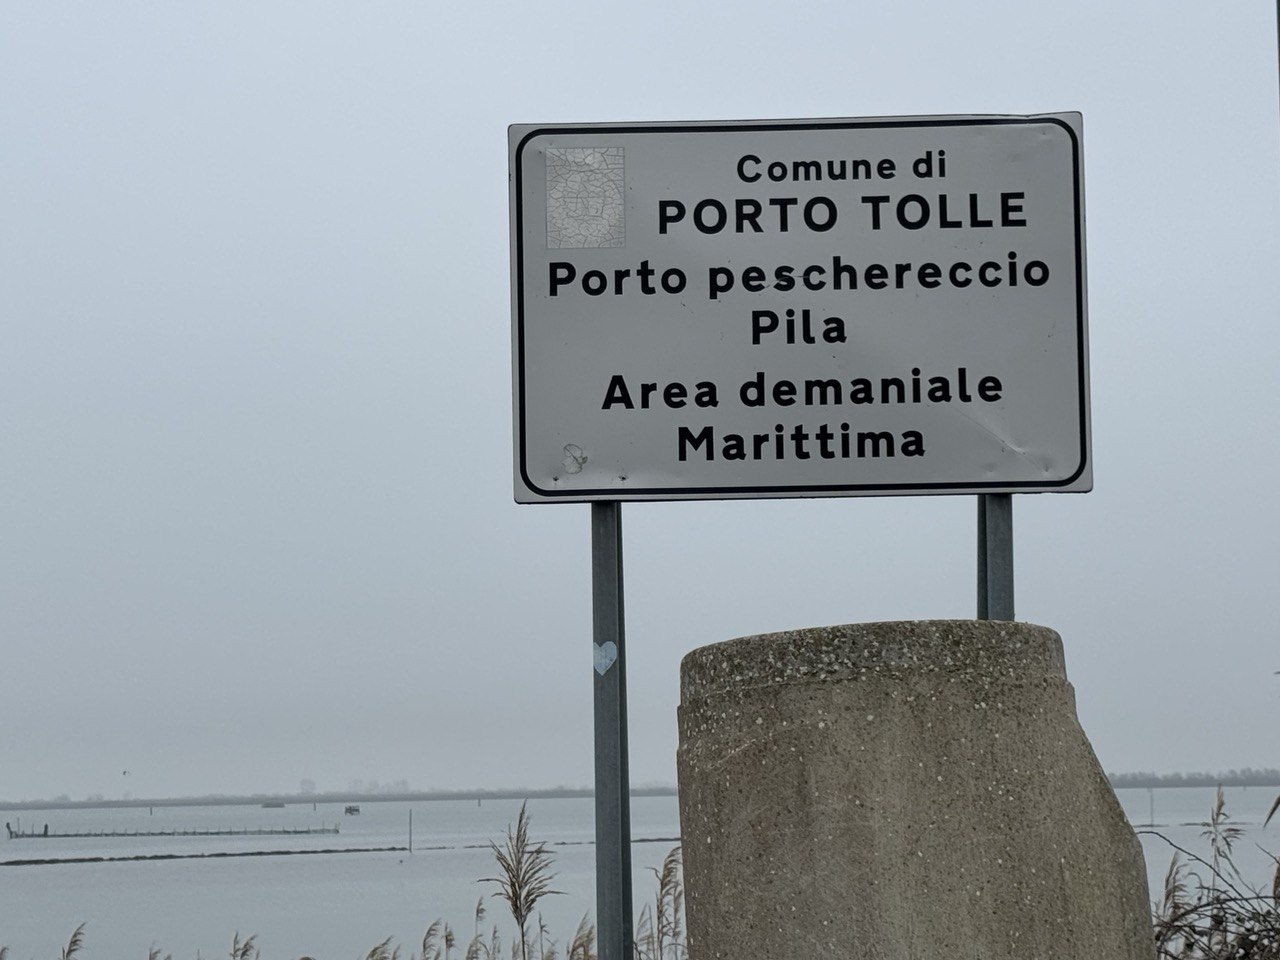 Comune di
PORTO TOLLE
Porto peschereccio
Pila
Area demaniale
Marittima